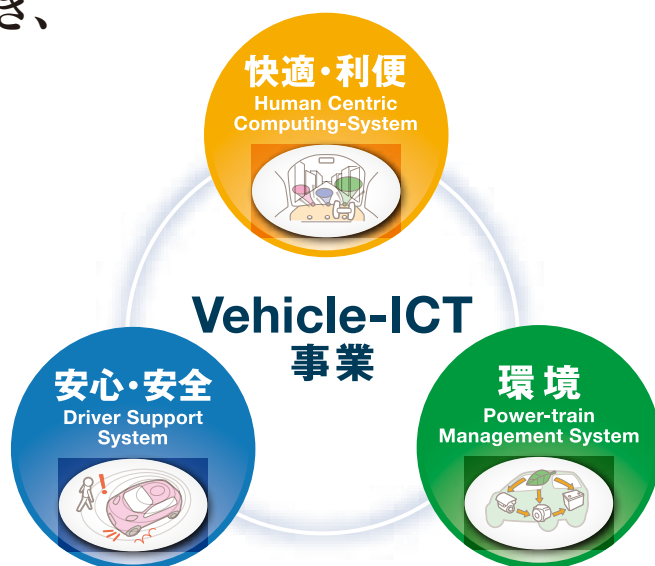 き、
快適・利便
Human Centric
Computing-System
Vehicle-ICT
事業
安心・安全
Driver Support
System
環境
Power-train
Management System